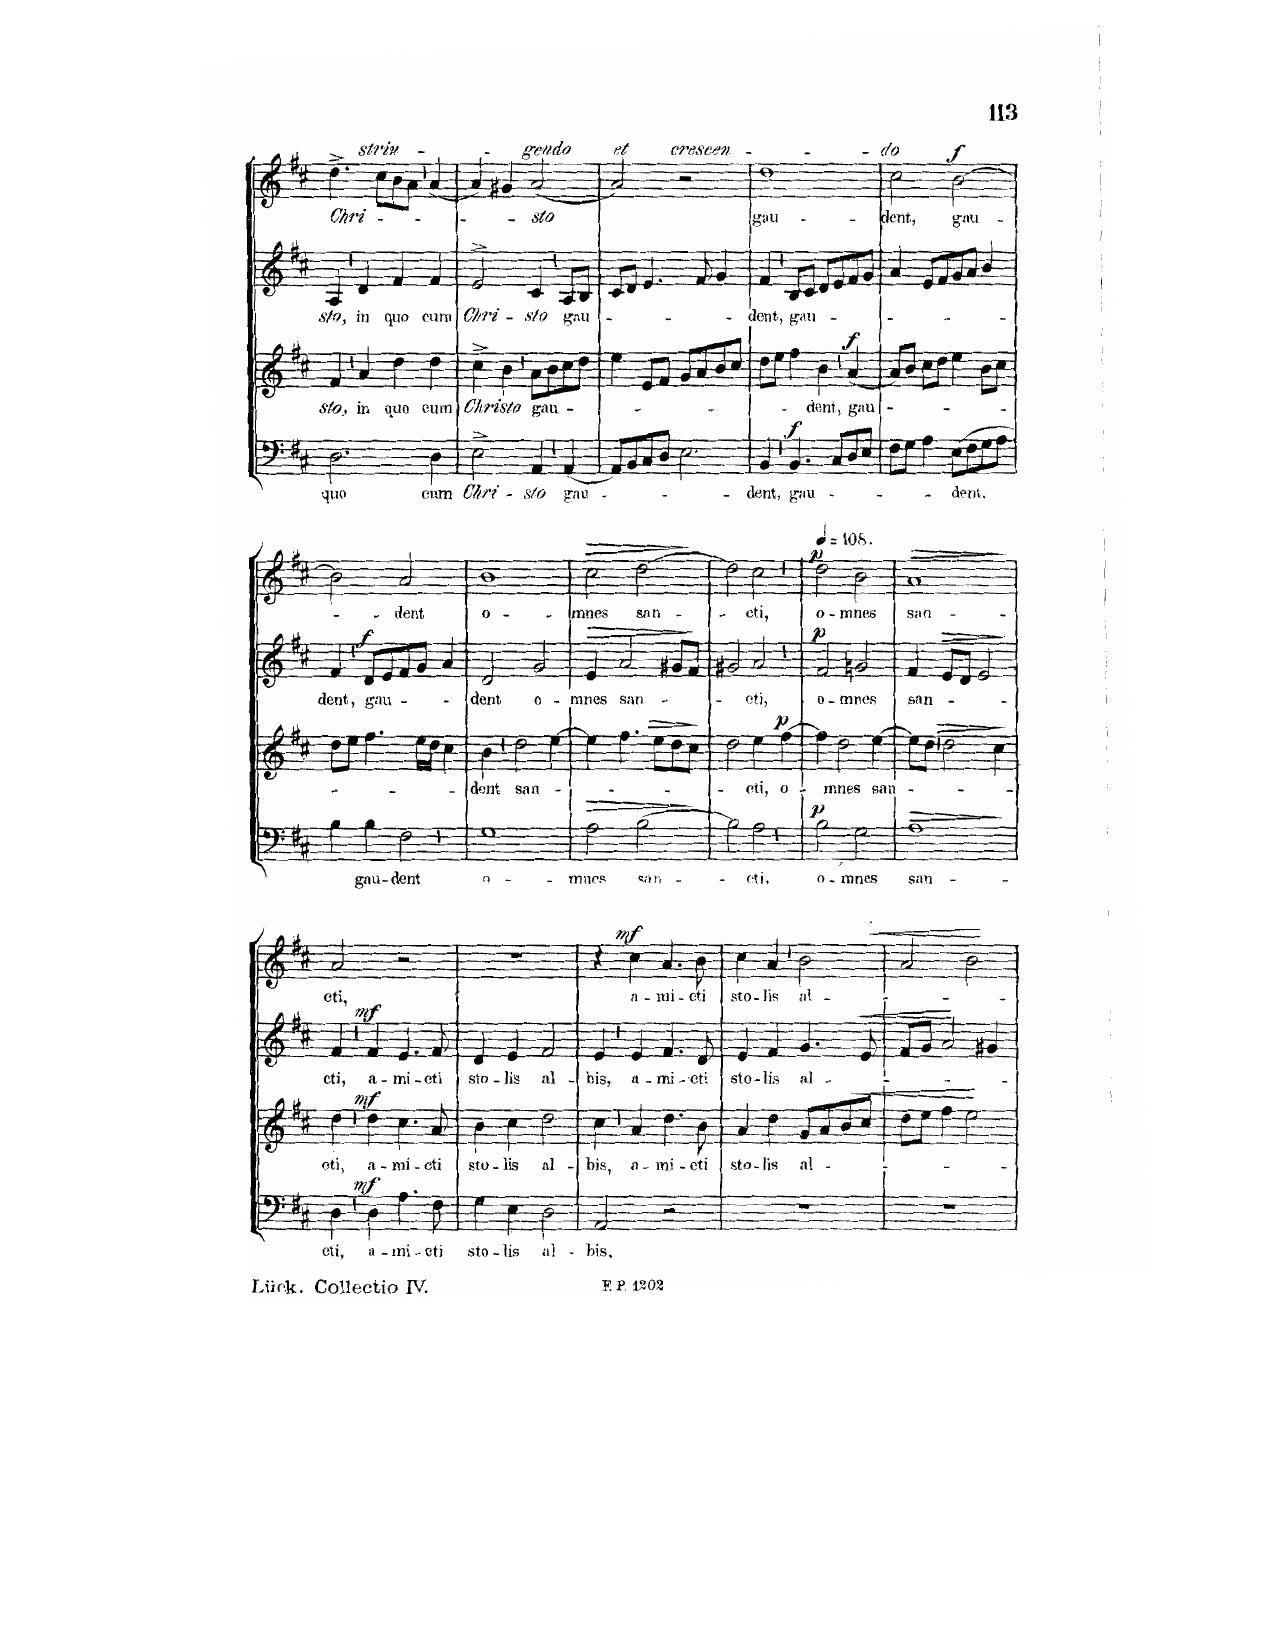 113
strin - - gendo et crescen - - - do f
Chri - - - sto gau - - dent, gau -
sto, in quo cum Chri - sto gau - - - dent, gau - - - -
f
sto, in quo cum Christo gau - - - - dent, gau - - - -
f
quo cum Chri - sto gau - - - dent, gau - - - dent.
♩ = 108.
p
- - dent o - - mnes san - - cti, o - mnes san - -
f p
dent, gau - - dent o - mnes san - - cti, o - mnes san - -
p
- - - dent san - - - - cti, o - mnes san - - - -
p
gau - dent o - - mnes san - - cti, o - mnes san - -
mf
cti, a - mi - cti sto - lis al - - - -
mf
cti, a - mi - cti sto - lis al - bis, a - mi - cti sto - lis al - - - -
mf
cti, a - mi - cti sto - lis al - bis, a - mi - cti sto - lis al - - - -
mf
cti, a - mi - cti sto - lis al - bis.
Lück. Collectio IV. F. P. 1202